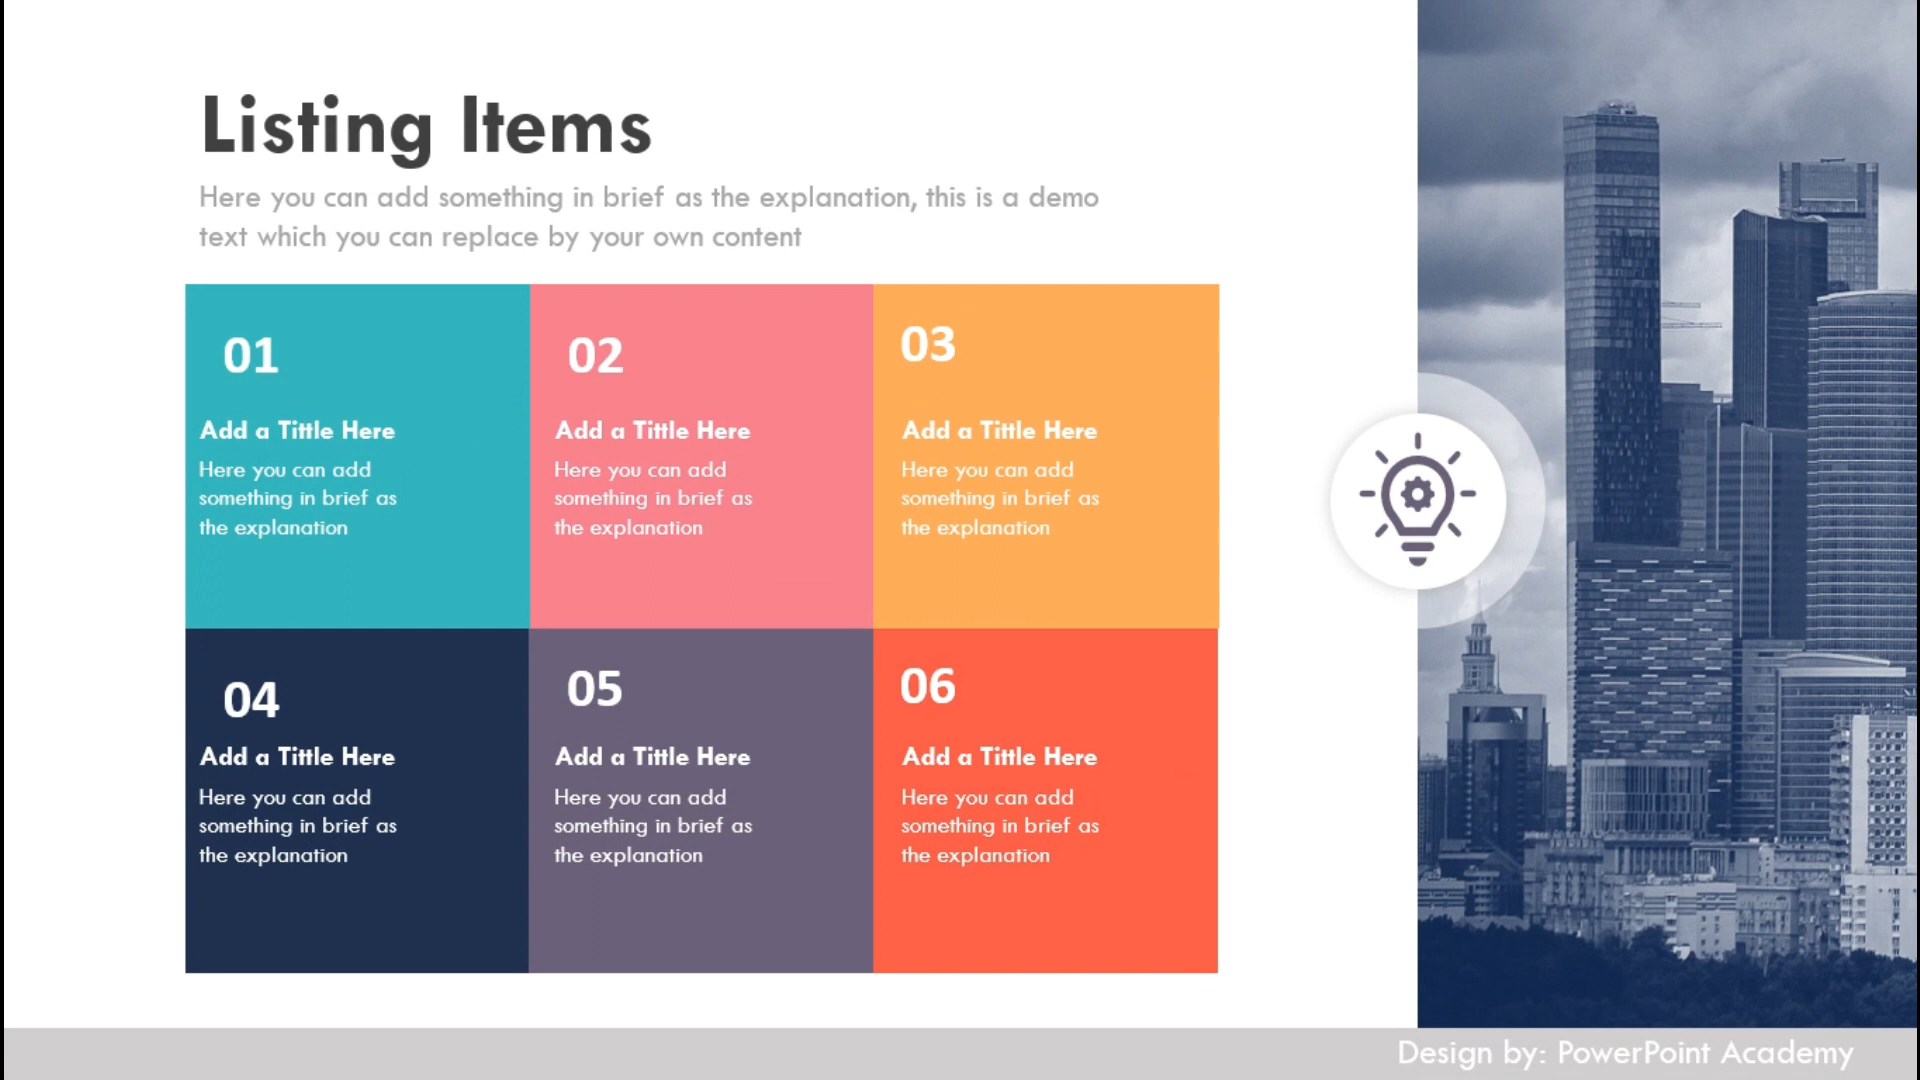 Listing Items
Here you can add something in brief as the explanation, this is a demo
text which you can replace by your own content
01
Add a Tittle Here
Here you can add
something in brief as
the explanation
02
Add a Tittle Here
Here you can add
something in brief as
the explanation
03
Add a Tittle Here
Here you can add
something in brief as
the explanation
04
Add a Tittle Here
Here you can add
something in brief as
the explanation
05
Add a Tittle Here
Here you can add
something in brief as
the explanation
06
Add a Tittle Here
Here you can add
something in brief as
the explanation
Design by: PowerPoint Academy